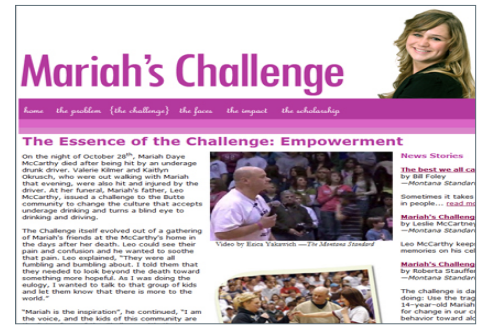 Mariah's Challenge
home the problem {the challenge} the faces the impact the scholarship
The Essence of the Challenge: Empowerment
On the night of October 28th, Mariah Daye
McCarthy died after being hit by an underage
drunk driver. Valerie Kilmer and Kaitlyn
Okrusch, who were out walking with Mariah
that evening, were also hit and injured by the
driver. At her funeral, Mariah's father, Leo
McCarthy, issued a challenge to the Butte
community to change the culture that accepts
underage drinking and turns a blind eye to
drinking and driving.
The Challenge itself evolved out of a gathering
of Mariah's friends at the McCarthy's home in
the days after her death. Leo could see their
pain and confusion and he wanted to soothe
that pain. Leo explained, "They were all
fumbling and bumbling about. I told them that
they needed to look beyond the death toward
something more hopeful. As I was doing the
eulogy, I wanted to talk to that group of kids
and let them know that there is more to the
world."
"Mariah is the inspiration", he continued, "I am
the voice, and the kids of this community are
Video by Erica Yakawich —The Montana Standard
News Stories
The best we all ca
by Bill Foley
—Montana Standar
Sometimes it takes
in people... read mo
Mariah's Challeng
by Leslie McCartney
—Montana Standar
Leo McCarthy keep
memories on his cel
Mariah's Challeng
by Roberta Stauffer
—Montana Standar
The challenge is da
doing: Use the trag
14-year-old Mariah
for change in our co
behavior toward alc